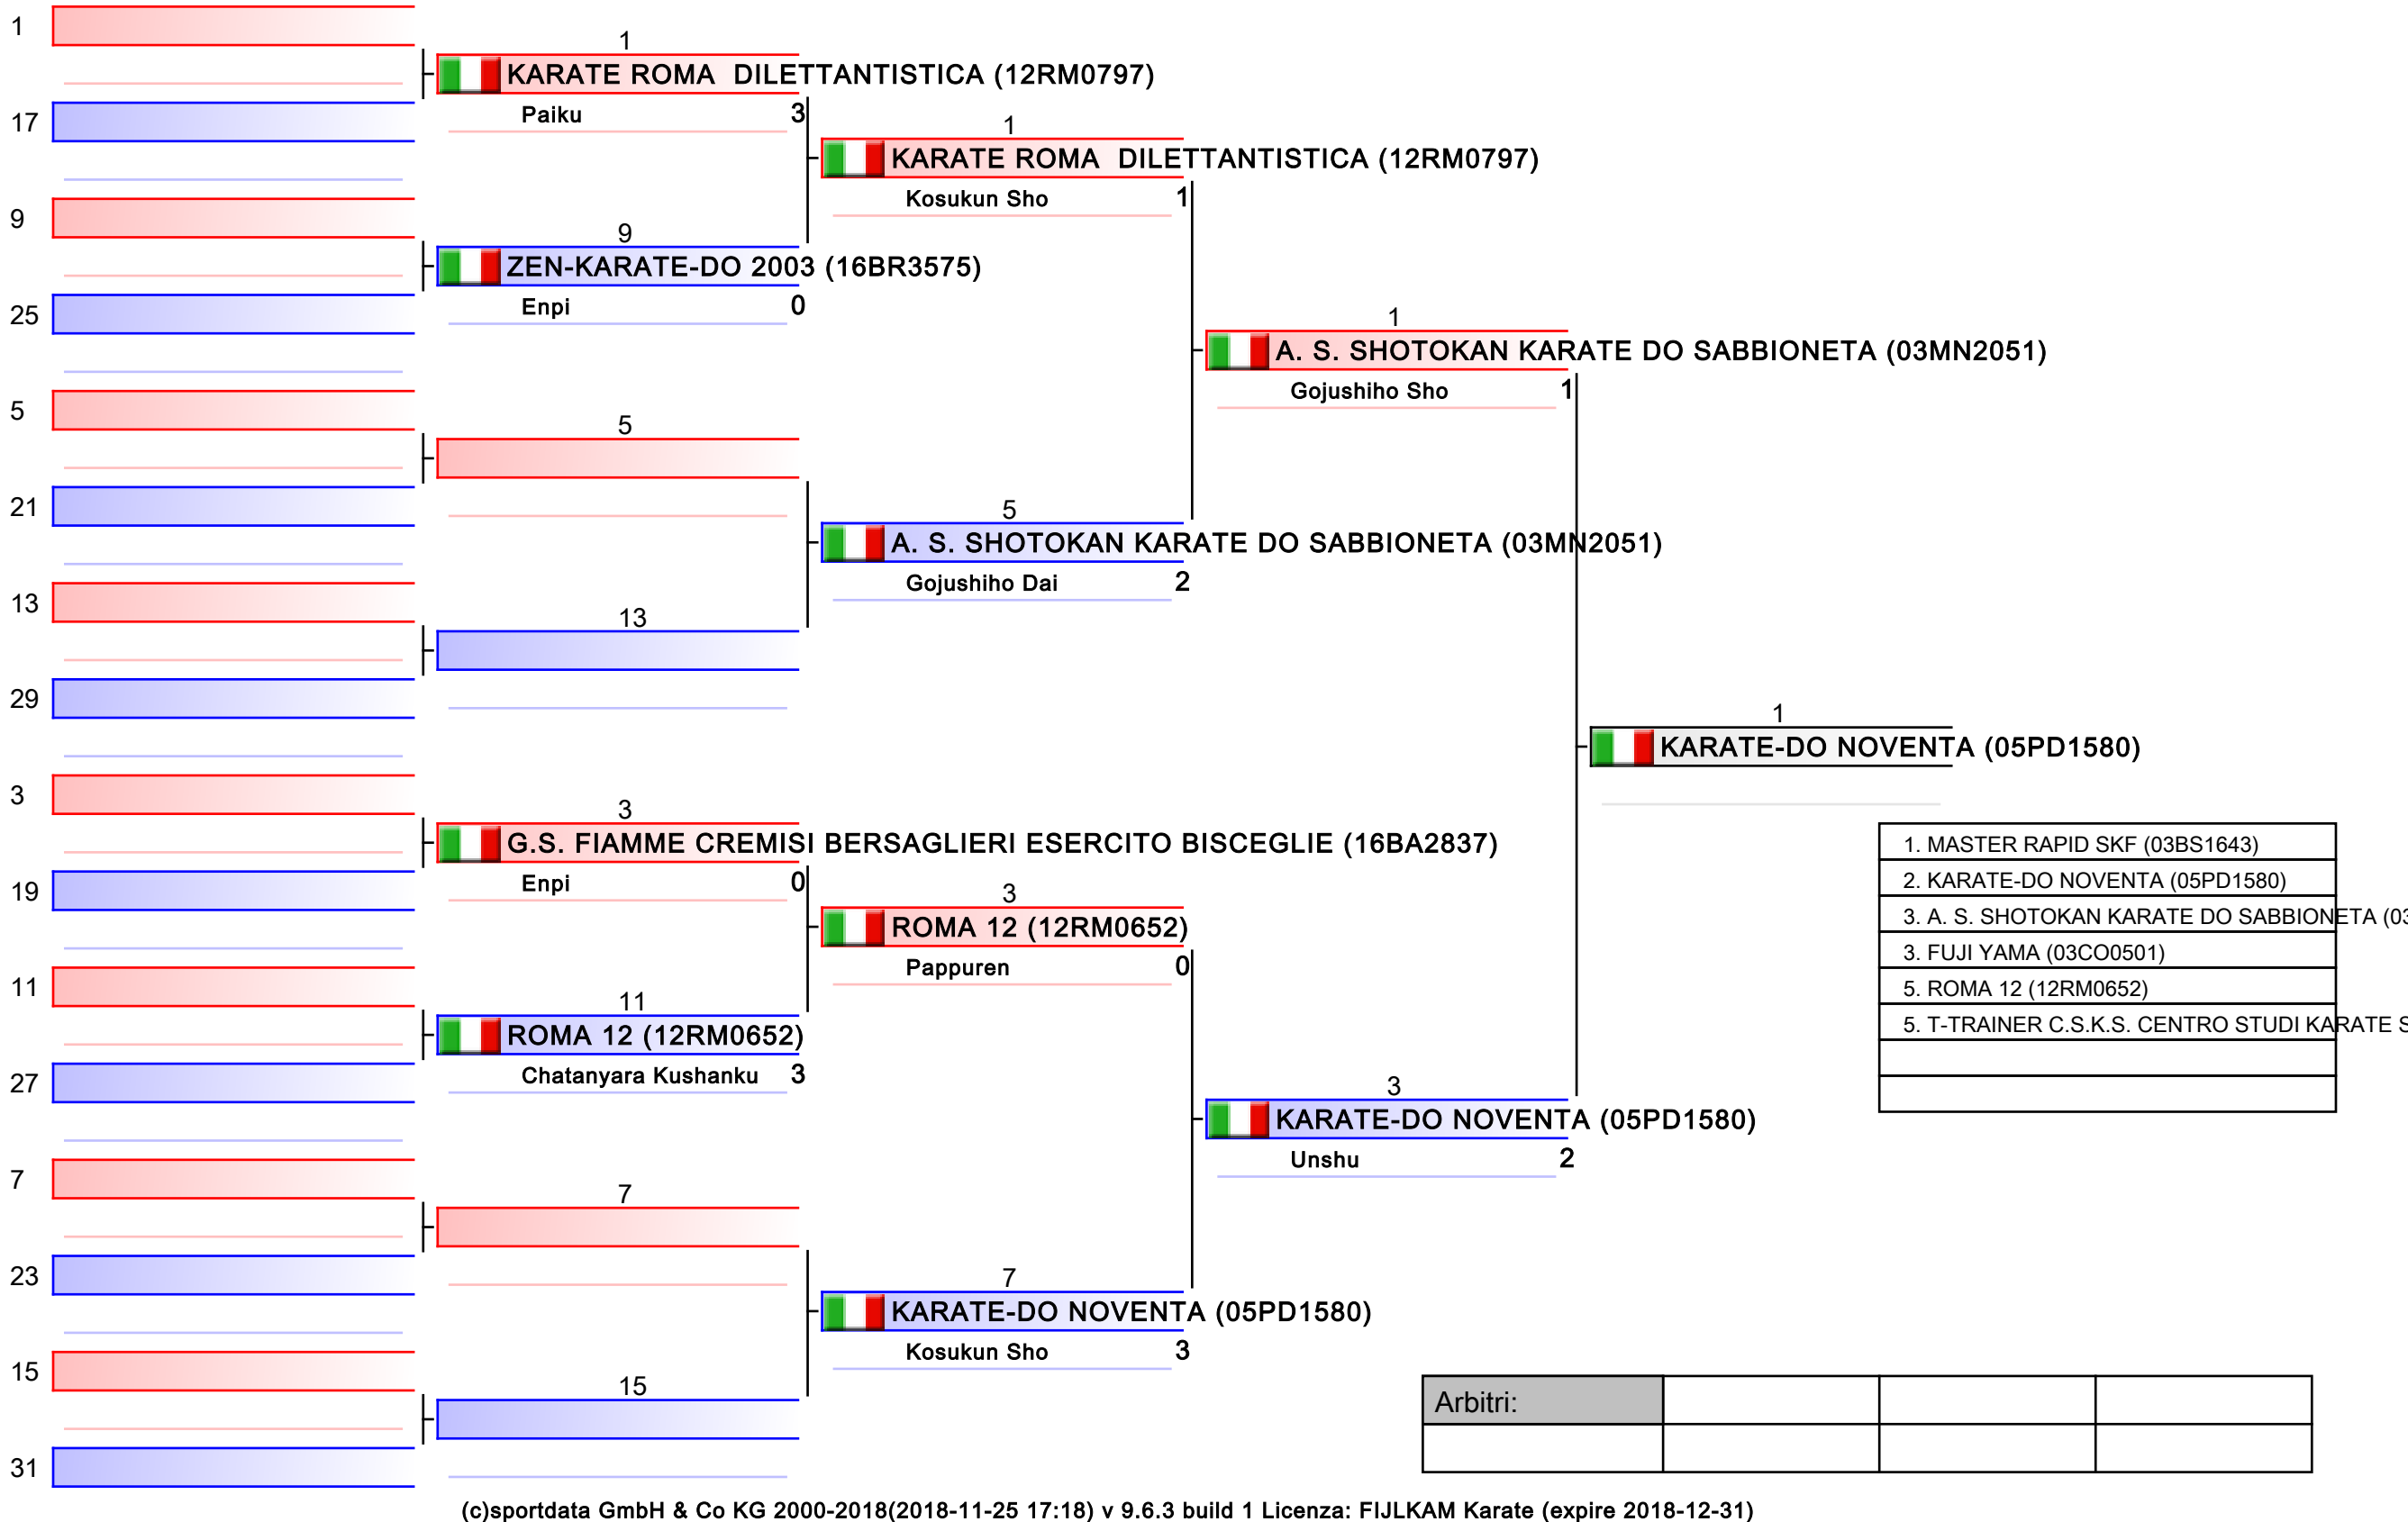 1
17
9
25
5
21
13
29
3
19
11
27
7
23
15
31
1
KARATE ROMA  DILETTANTISTICA (12RM0797)
Paiku 3
9
ZEN-KARATE-DO 2003 (16BR3575)
Enpi 0
5
13
3
G.S. FIAMME CREMISI BERSAGLIERI ESERCITO BISCEGLIE (16BA2837)
Enpi 0
11
ROMA 12 (12RM0652)
Chatanyara Kushanku 3
7
15
1
KARATE ROMA  DILETTANTISTICA (12RM0797)
Kosukun Sho 1
5
A. S. SHOTOKAN KARATE DO SABBIONETA (03MN2051)
Gojushiho Dai 2
3
ROMA 12 (12RM0652)
Pappuren 0
7
KARATE-DO NOVENTA (05PD1580)
Kosukun Sho 3
1
A. S. SHOTOKAN KARATE DO SABBIONETA (03MN2051)
Gojushiho Sho 1
3
KARATE-DO NOVENTA (05PD1580)
Unshu 2
1
KARATE-DO NOVENTA (05PD1580)
1. MASTER RAPID SKF (03BS1643)
2. KARATE-DO NOVENTA (05PD1580)
3. A. S. SHOTOKAN KARATE DO SABBIONETA (03
3. FUJI YAMA (03CO0501)
5. ROMA 12 (12RM0652)
5. T-TRAINER C.S.K.S. CENTRO STUDI KARATE S
Arbitri:
(c)sportdata GmbH & Co KG 2000-2018(2018-11-25 17:18) v 9.6.3 build 1 Licenza: FIJLKAM Karate (expire 2018-12-31)